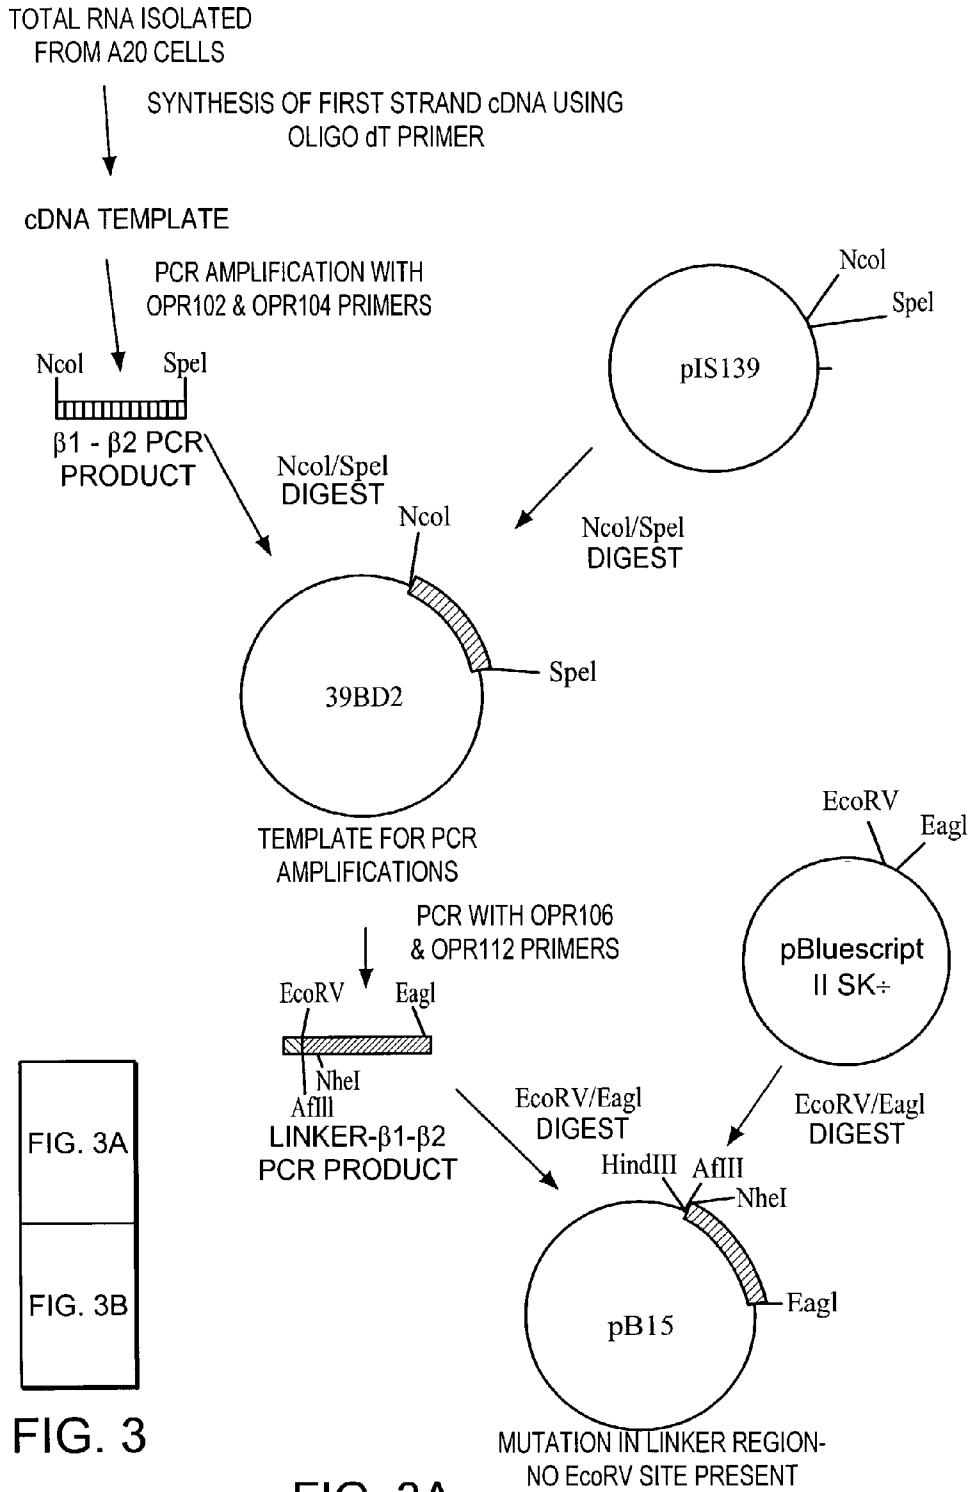 TOTAL RNA ISOLATED
FROM A20 CELLS
SYNTHESIS OF FIRST STRAND cDNA USING
OLIGO dT PRIMER
cDNA TEMPLATE
PCR AMPLIFICATION WITH
OPR102 & OPR104 PRIMERS
NcoI
SpeI
β1 - β2 PCR
PRODUCT
NcoI
SpeI
pIS139
NcoI/SpeI
DIGEST
NcoI/SpeI
DIGEST
NcoI
SpeI
39BD2
TEMPLATE FOR PCR
AMPLIFICATIONS
PCR WITH OPR106
& OPR112 PRIMERS
EcoRV
EagI
NheI
AflII
LINKER-β1-β2
PCR PRODUCT
EcoRV
EagI
pBluescript
II SK÷
EcoRV/EagI
DIGEST
EcoRV/EagI
DIGEST
HindIII
AflII
NheI
EagI
pB15
MUTATION IN LINKER REGION-
NO EcoRV SITE PRESENT
FIG. 3A
FIG. 3B
FIG. 3
FIG. 3A